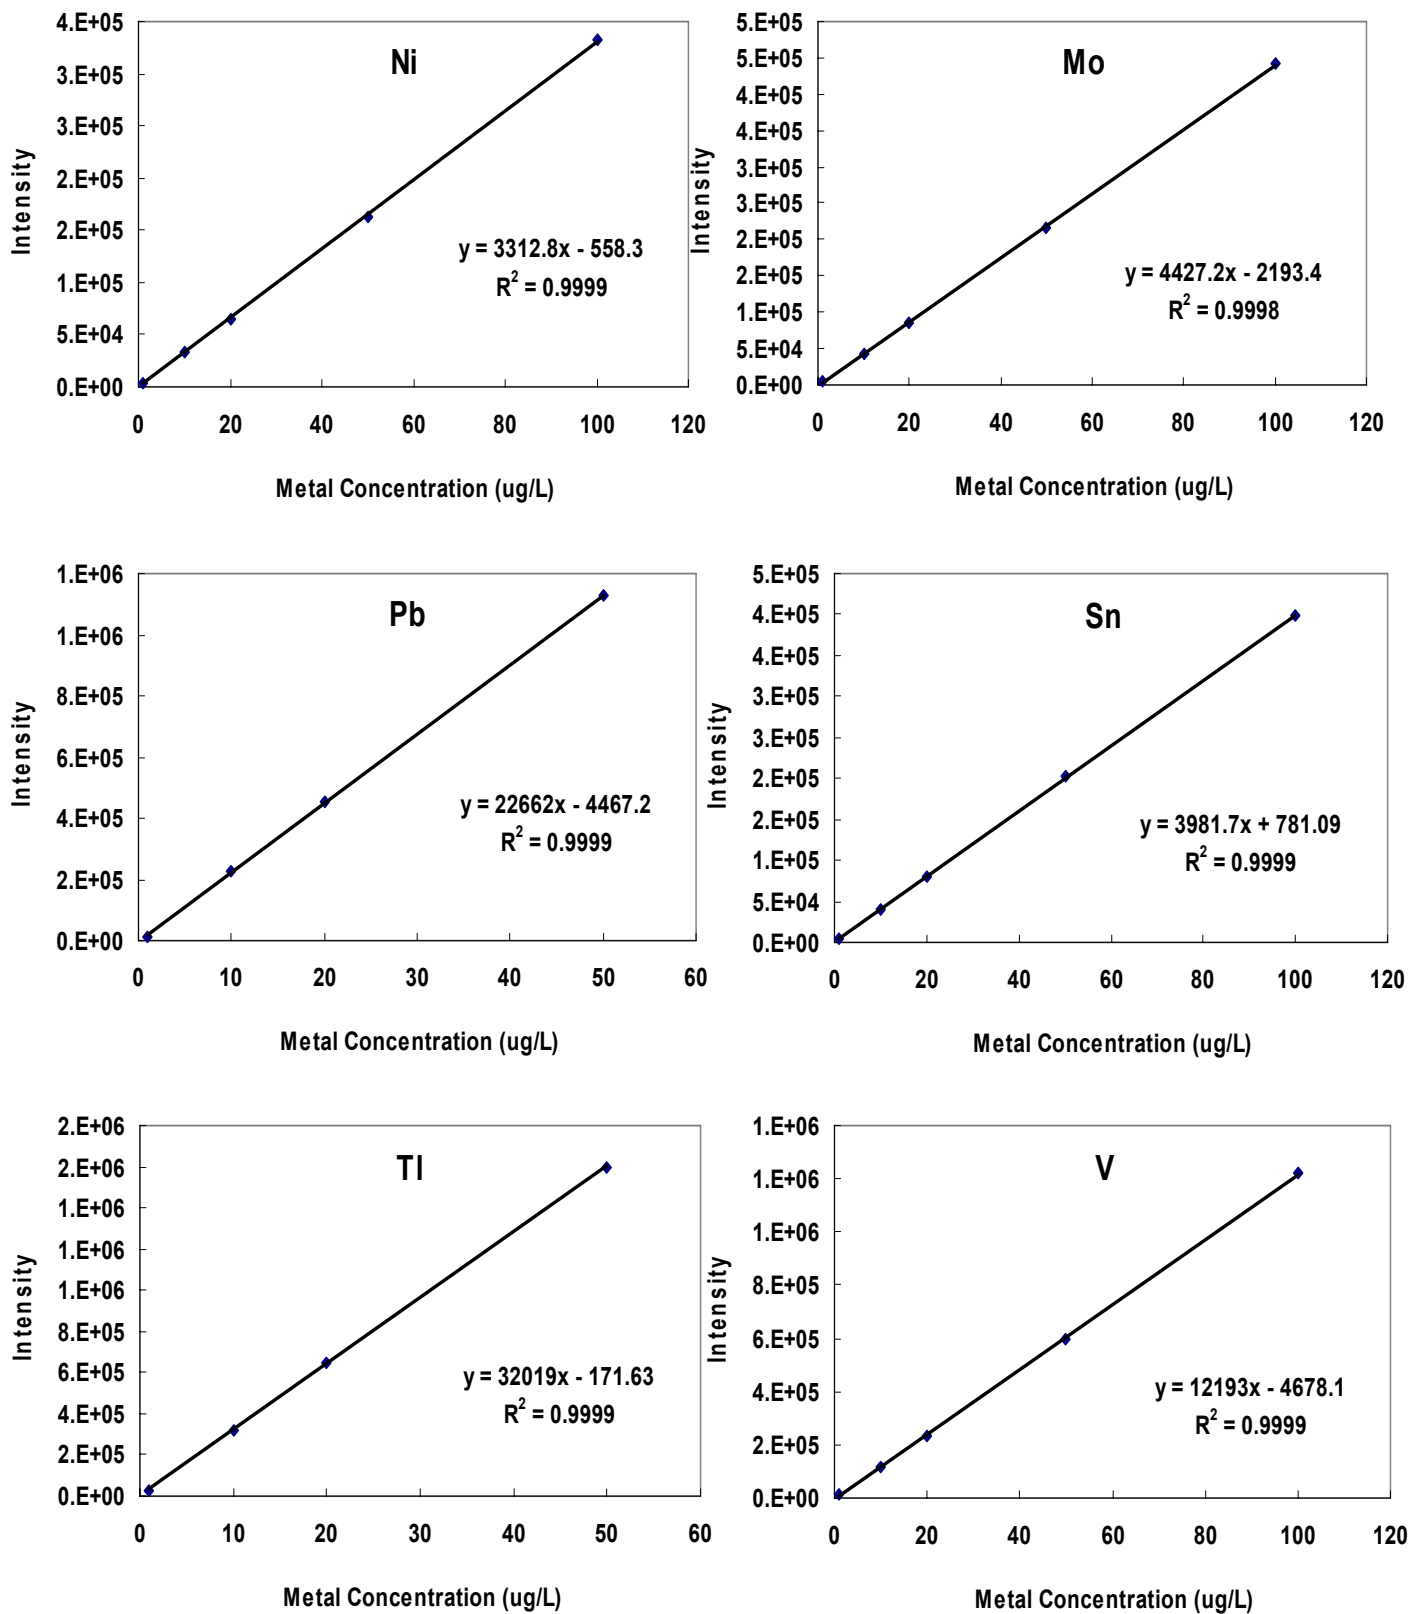 Ni
4.E+05
3.E+05
3.E+05
2.E+05
2.E+05
1.E+05
5.E+04
0.E+00
Intensity
y = 3312.8x - 558.3
R² = 0.9999
0 20 40 60 80 100 120
Metal Concentration (ug/L)
Mo
5.E+05
5.E+05
4.E+05
4.E+05
3.E+05
3.E+05
2.E+05
2.E+05
1.E+05
5.E+04
0.E+00
Intensity
y = 4427.2x - 2193.4
R² = 0.9998
0 20 40 60 80 100 120
Metal Concentration (ug/L)
Pb
1.E+06
1.E+06
8.E+05
6.E+05
4.E+05
2.E+05
0.E+00
Intensity
y = 22662x - 4467.2
R² = 0.9999
0 10 20 30 40 50 60
Metal Concentration (ug/L)
Sn
5.E+05
4.E+05
4.E+05
3.E+05
3.E+05
2.E+05
2.E+05
1.E+05
5.E+04
0.E+00
Intensity
y = 3981.7x + 781.09
R² = 0.9999
0 20 40 60 80 100 120
Metal Concentration (ug/L)
Tl
2.E+06
2.E+06
1.E+06
1.E+06
1.E+06
8.E+05
6.E+05
4.E+05
2.E+05
0.E+00
Intensity
y = 32019x - 171.63
R² = 0.9999
0 10 20 30 40 50 60
Metal Concentration (ug/L)
V
1.E+06
1.E+06
1.E+06
8.E+05
6.E+05
4.E+05
2.E+05
0.E+00
Intensity
y = 12193x - 4678.1
R² = 0.9999
0 20 40 60 80 100 120
Metal Concentration (ug/L)